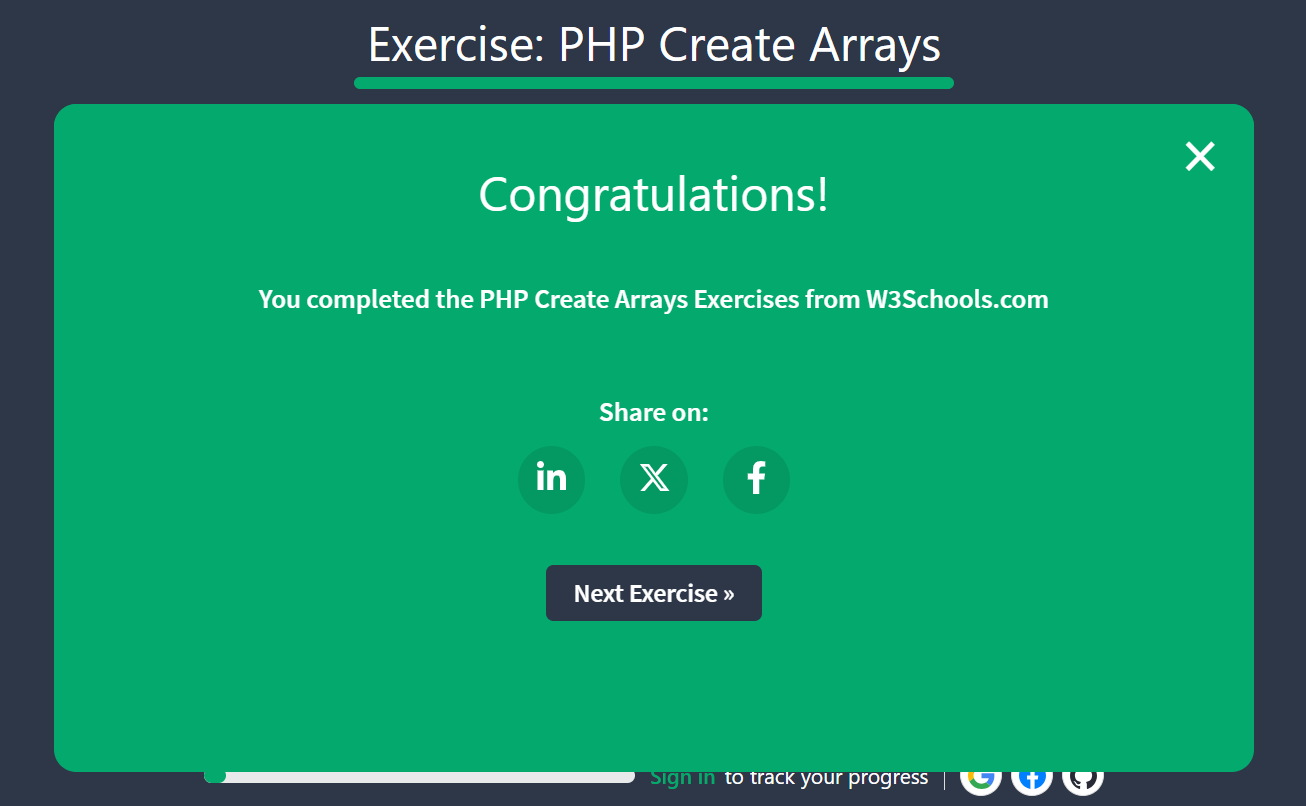 Exercise: PHP Create Arrays
Congratulations!
You completed the PHP Create Arrays Exercises from W3Schools.com
Share on:
Next Exercise »
Sign in to track your progress